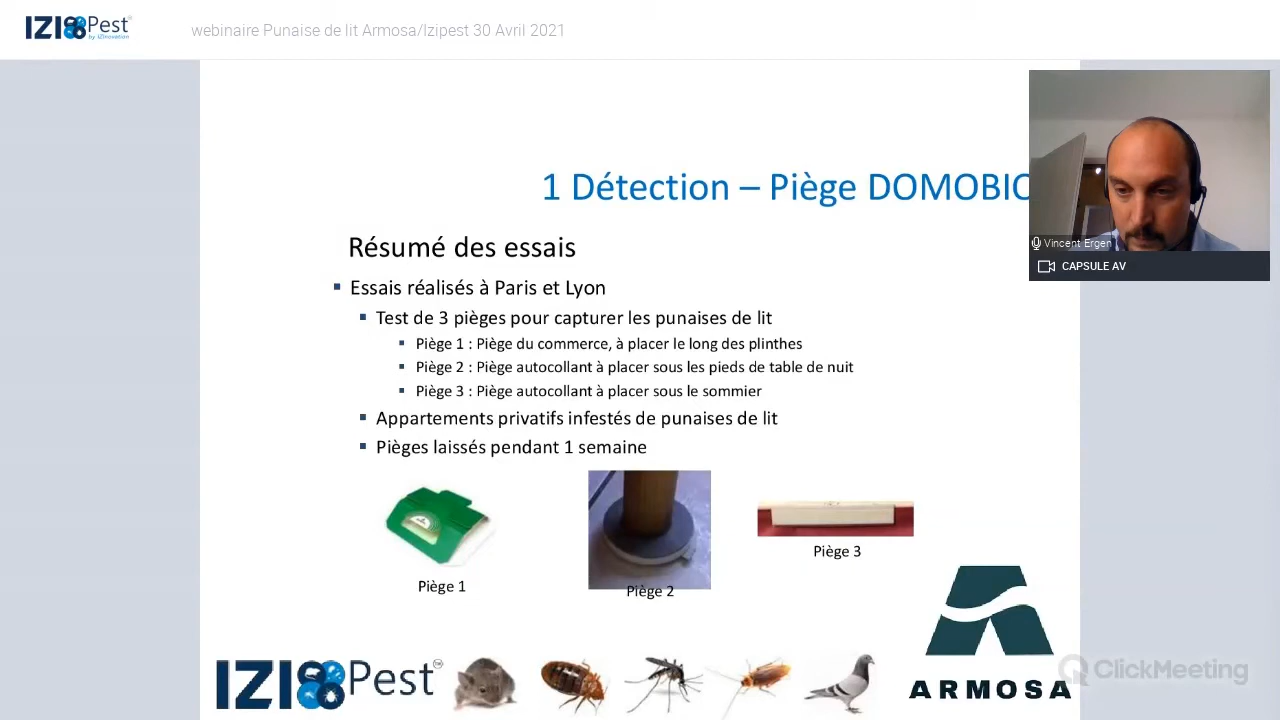 IZI Pest
by IZInovation
webinaire Punaise de lit Armosa/Izipest 30 Avril 2021
1 Détection – Piège DOMOBIO
Vincent Ergen
CAPSULE AV
Résumé des essais
Essais réalisés à Paris et Lyon
Test de 3 pièges pour capturer les punaises de lit
Piège 1 : Piège du commerce, à placer le long des plinthes
Piège 2 : Piège autocollant à placer sous les pieds de table de nuit
Piège 3 : Piège autocollant à placer sous le sommier
Appartements privatifs infestés de punaises de lit
Pièges laissés pendant 1 semaine
Piège 1
Piège 2
Piège 3
IZI Pest™
ARMOSA
ClickMeeting